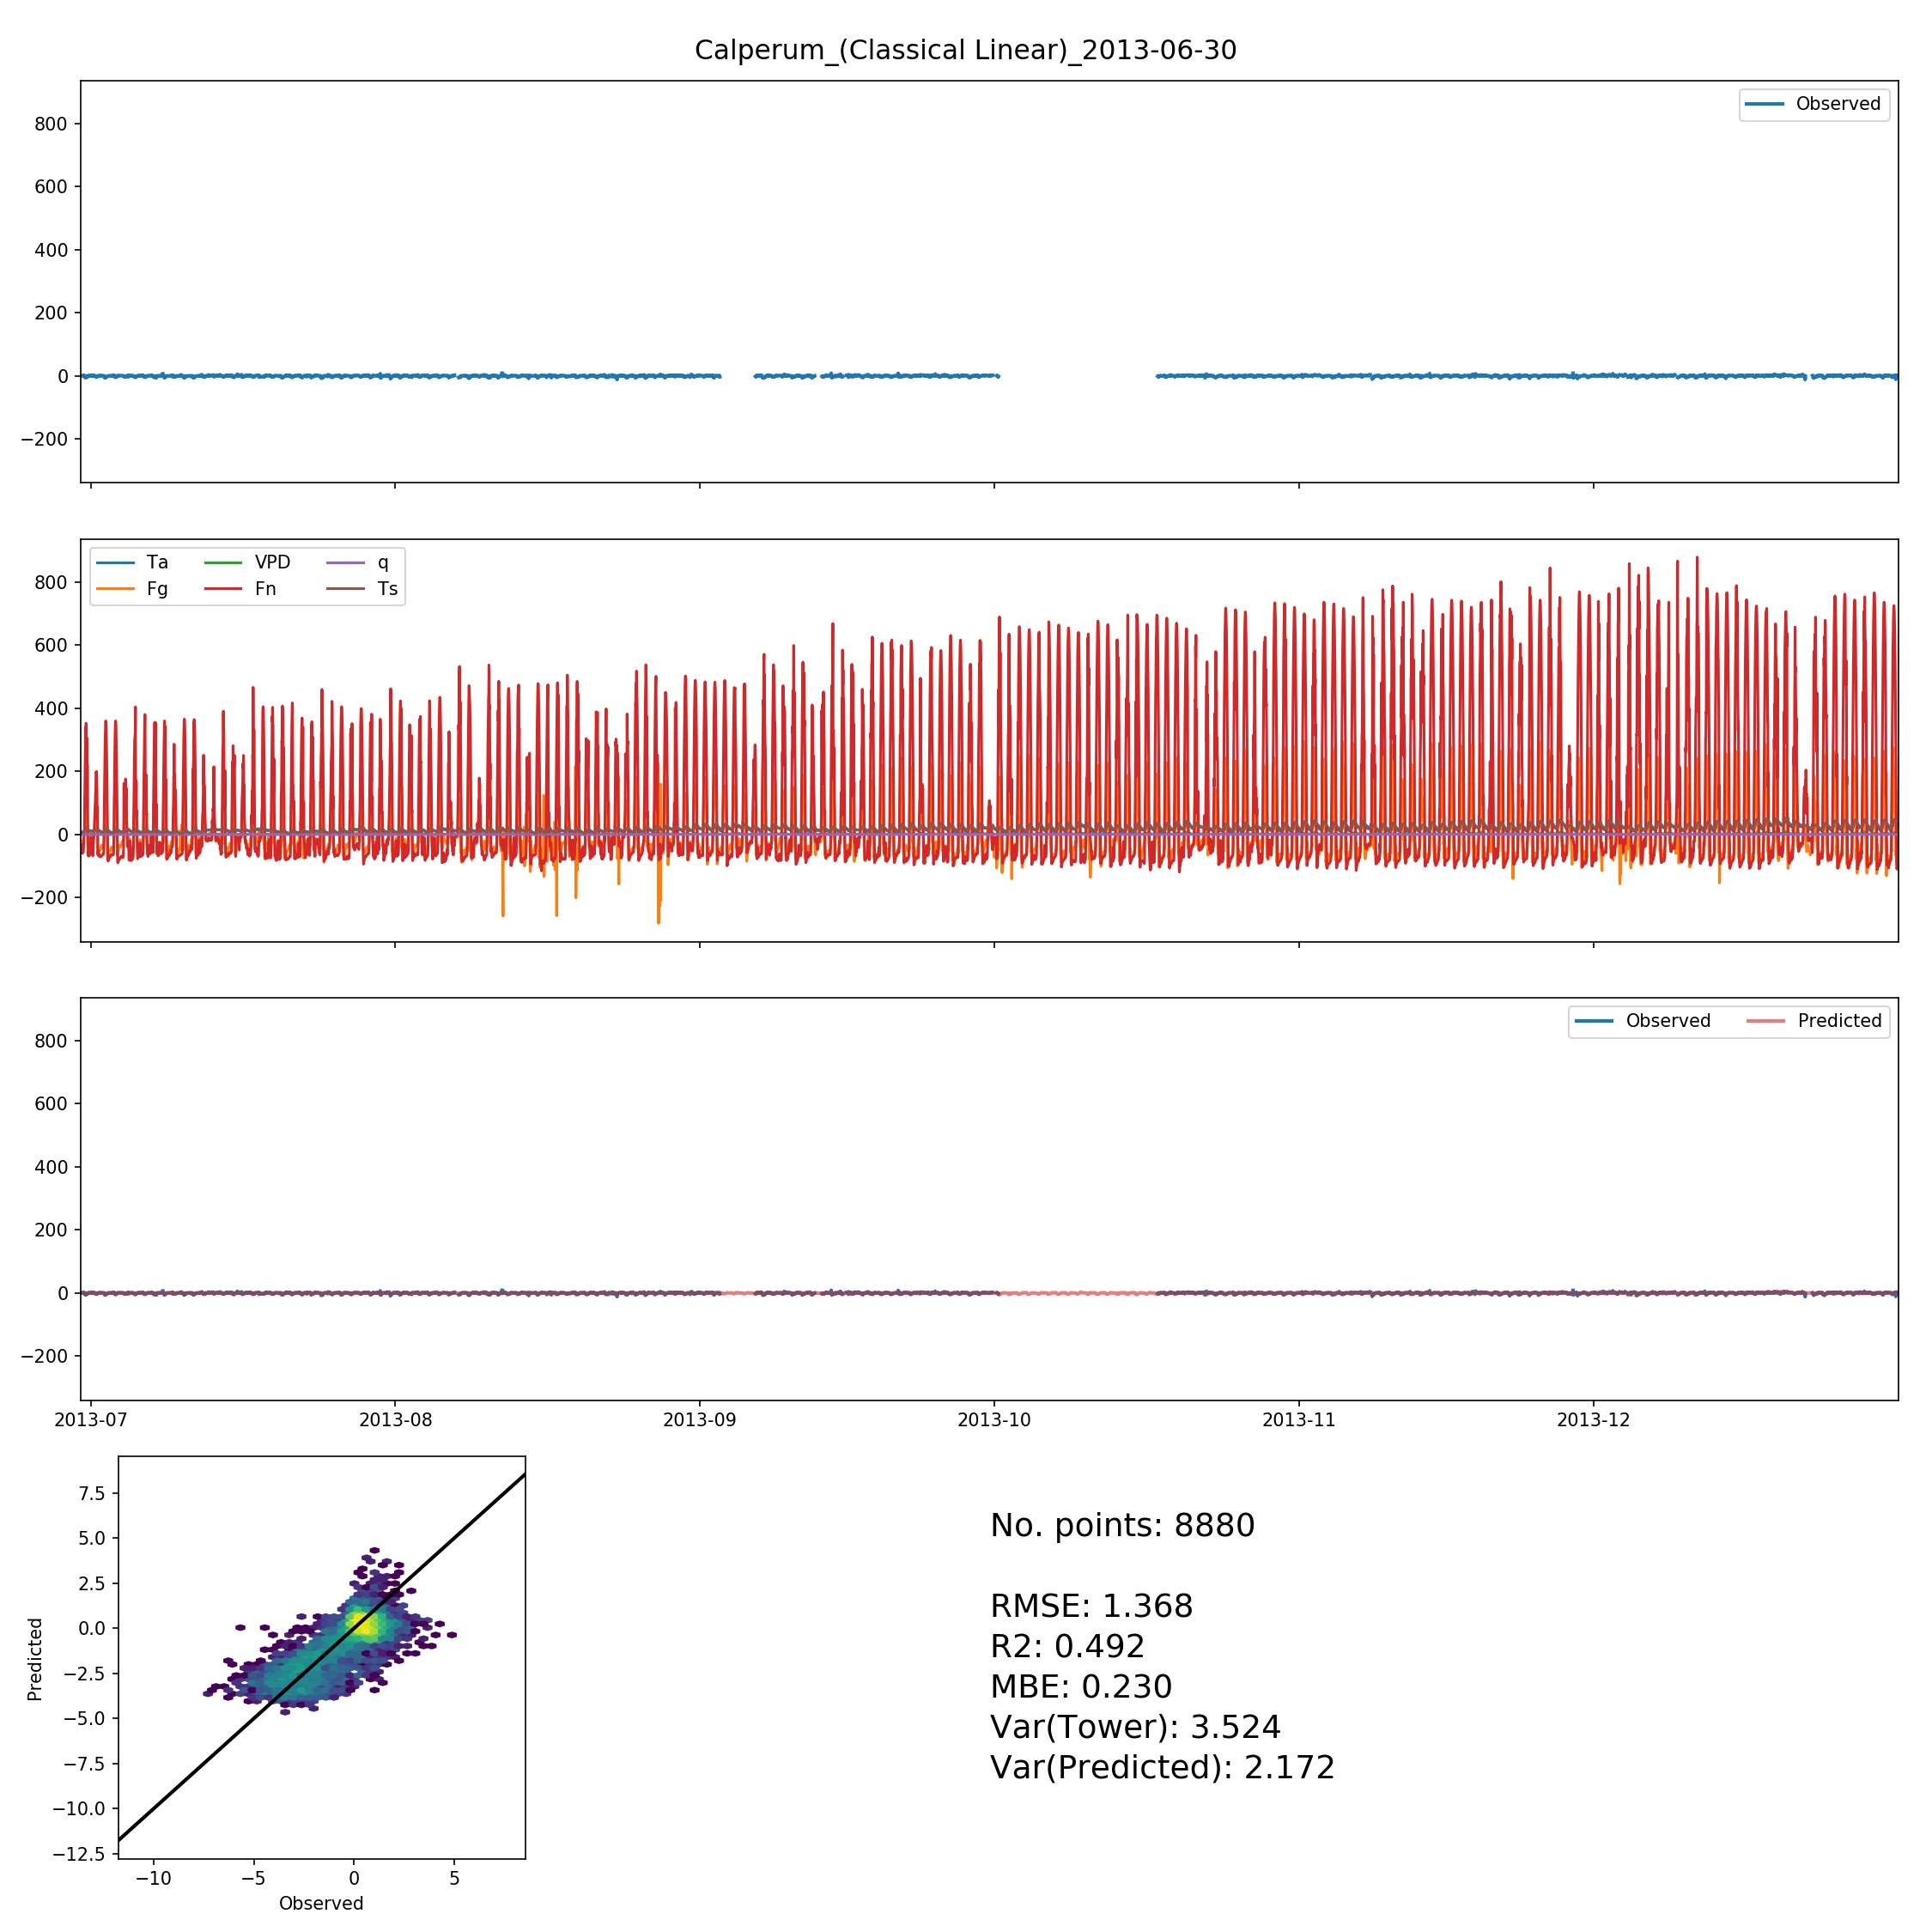 Calperum_(Classical Linear)_2013-06-30
Observed
800
600
400
200
0
−200
Ta VPD q
Fg Fn Ts
800
600
400
200
0
−200
Observed Predicted
800
600
400
200
0
−200
2013-07 2013-08 2013-09 2013-10 2013-11 2013-12
7.5
5.0
2.5
0.0
−2.5
−5.0
−7.5
−10.0
−12.5
Predicted
−10 −5 0 5
Observed
No. points: 8880
RMSE: 1.368
R2: 0.492
MBE: 0.230
Var(Tower): 3.524
Var(Predicted): 2.172